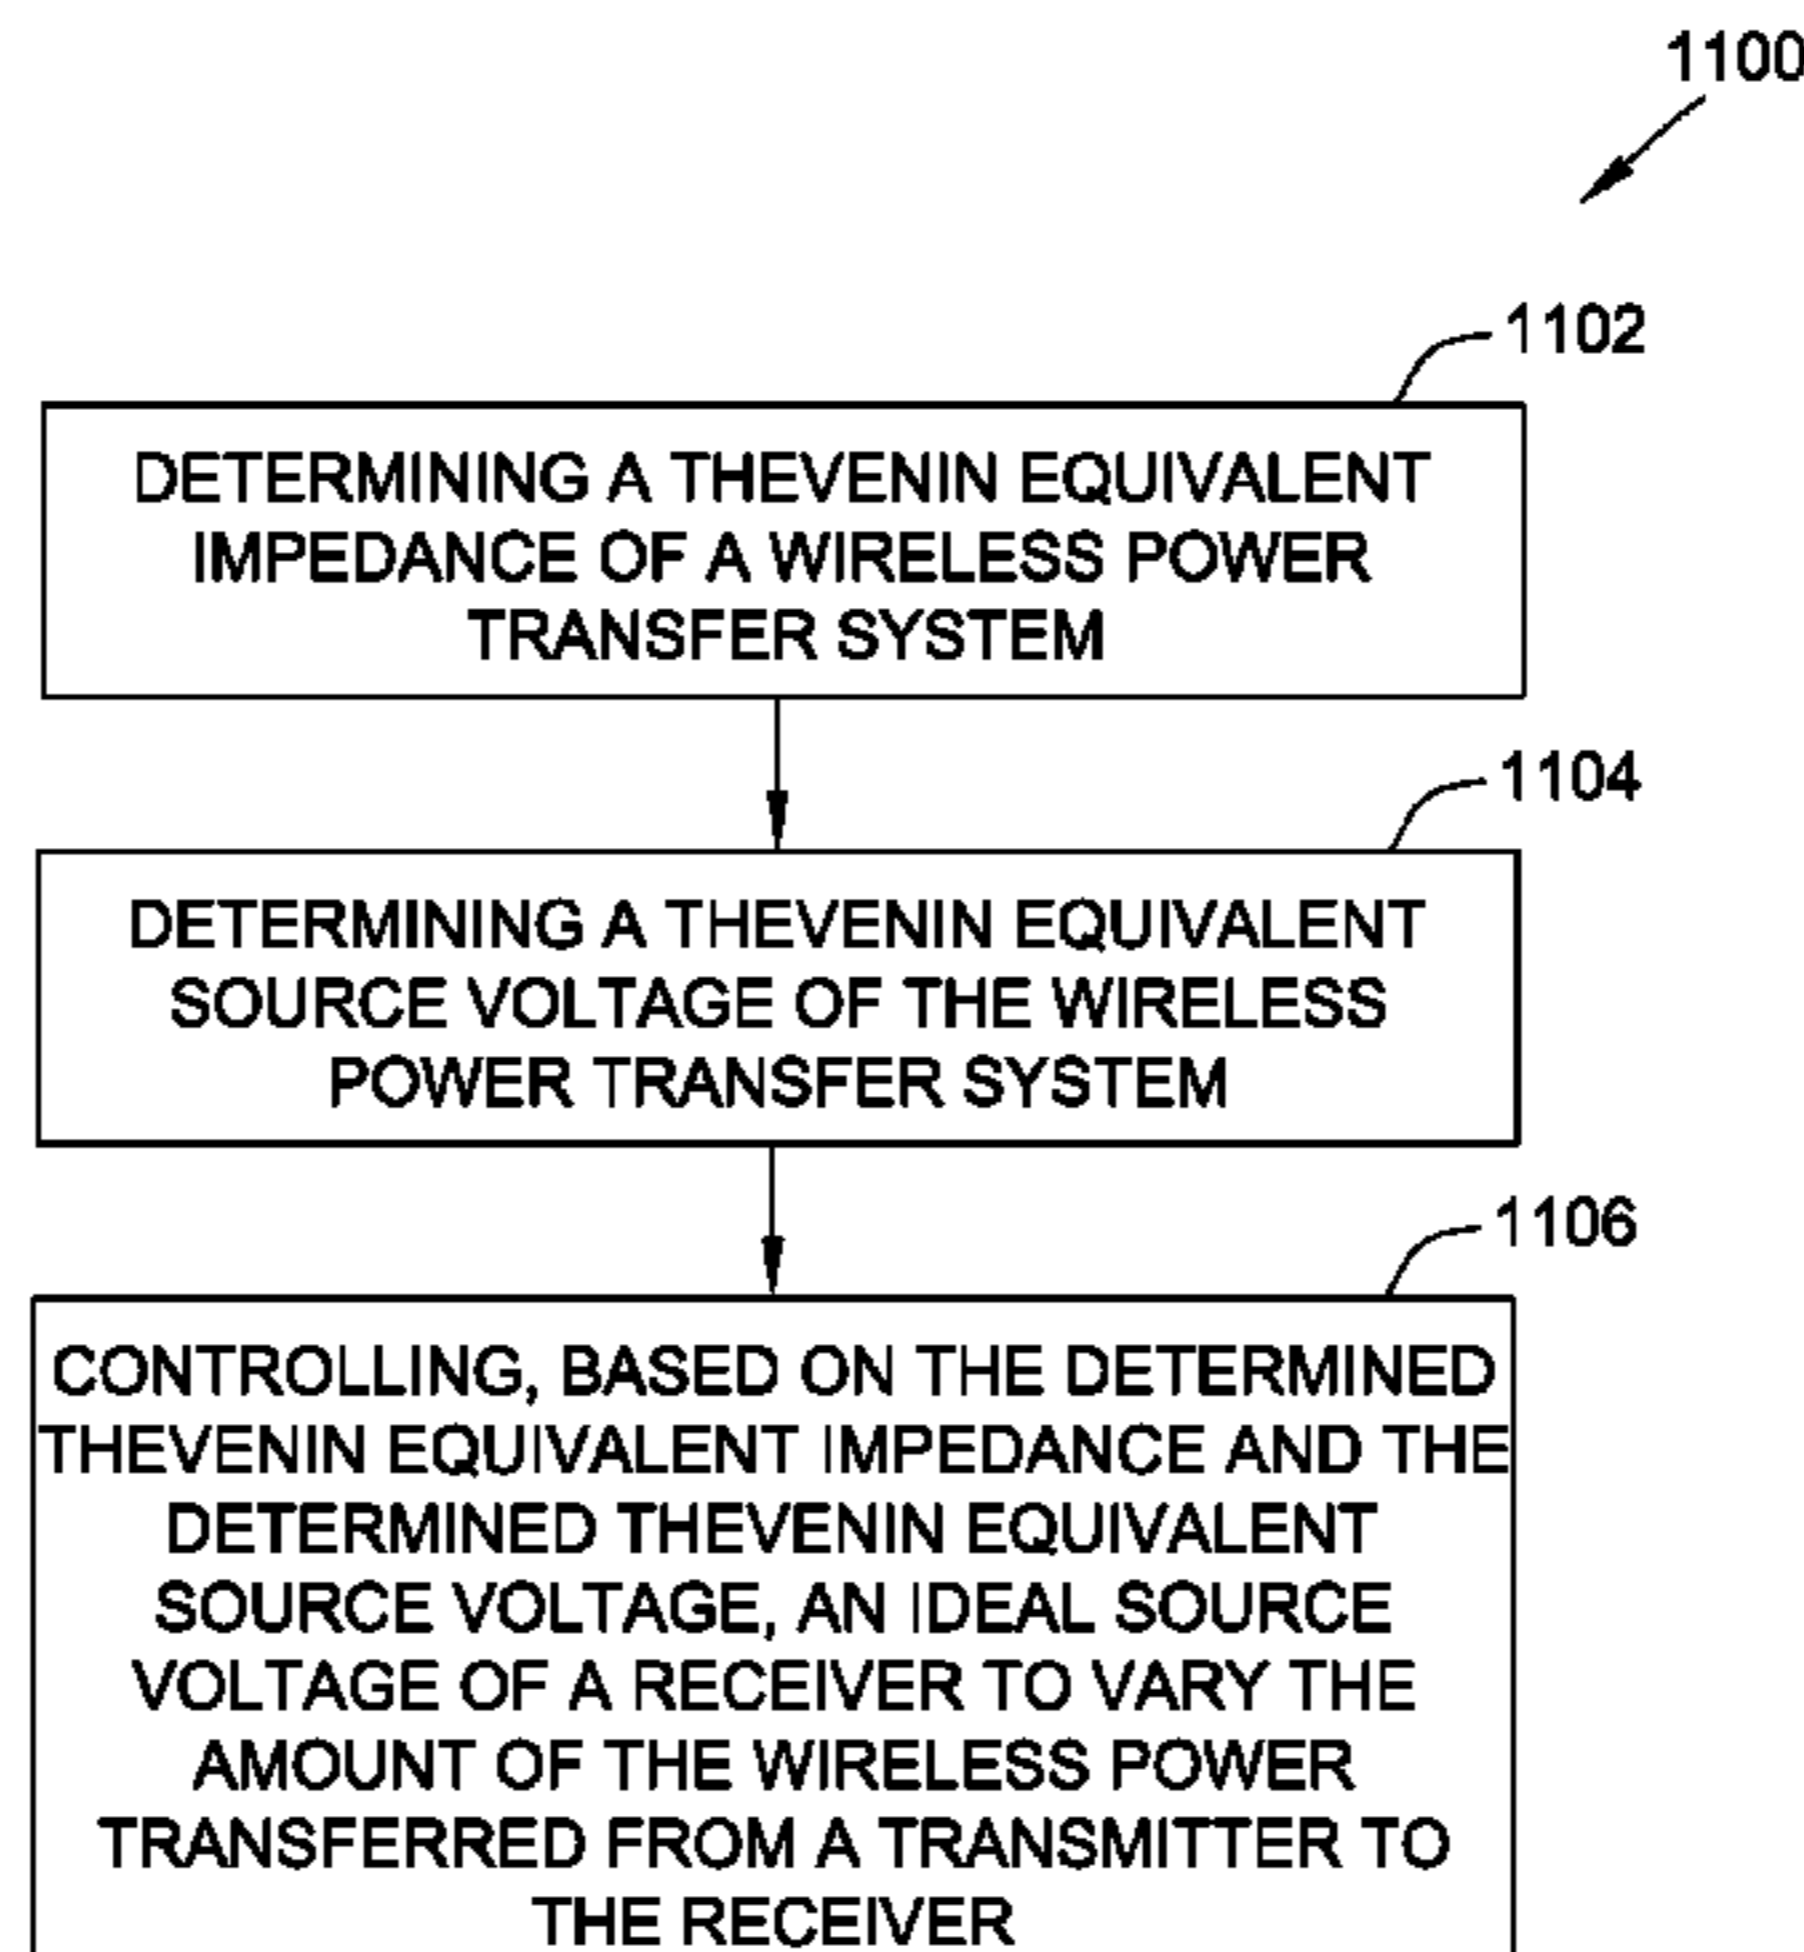 1100
1102
DETERMINING A THEVENIN EQUIVALENT
IMPEDANCE OF A WIRELESS POWER
TRANSFER SYSTEM
1104
DETERMINING A THEVENIN EQUIVALENT
SOURCE VOLTAGE OF THE WIRELESS
POWER TRANSFER SYSTEM
1106
CONTROLLING, BASED ON THE DETERMINED
THEVENIN EQUIVALENT IMPEDANCE AND THE
DETERMINED THEVENIN EQUIVALENT
SOURCE VOLTAGE, AN IDEAL SOURCE
VOLTAGE OF A RECEIVER TO VARY THE
AMOUNT OF THE WIRELESS POWER
TRANSFERRED FROM A TRANSMITTER TO
THE RECEIVER